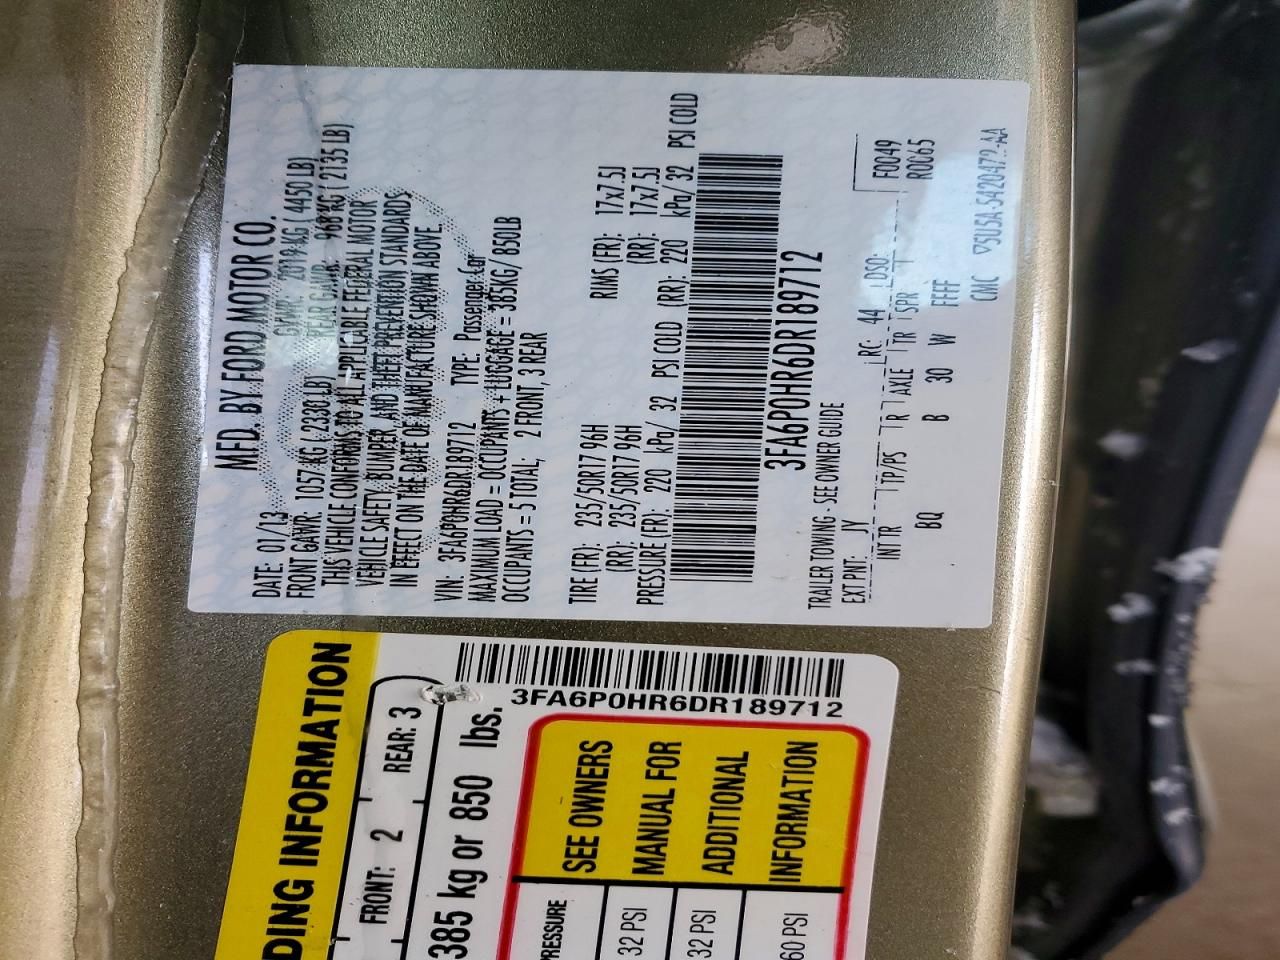 MFD. BY FORD MOTOR CO.
DATE: 01/13 GVWR: 2018 KG ( 4450 LB)
FRONT GAWR: 1057 KG ( 2338 LB) REAR GAWR: 968 KG ( 2135 LB)
THIS VEHICLE CONFORMS TO ALL APPLICABLE FEDERAL MOTOR
VEHICLE SAFETY, BUMPER, AND THEFT PREVENTION STANDARDS
IN EFFECT ON THE DATE OF MANUFACTURE SHOWN ABOVE.
VIN: 3FA6P0HR6DR189712 TYPE: Passenger Car
MAXIMUM LOAD = OCCUPANTS + LUGGAGE = 385KG/ 850LB
OCCUPANTS = 5 TOTAL; 2 FRONT, 3 REAR
TIRE (FR): 235/50R17 96H RIMS (FR): 17x7.5J
(RR): 235/50R17 96H (RR): 17x7.5J
PRESSURE (FR): 220 kPa/ 32 PSI COLD (RR): 220 kPa/ 32 PSI COLD
3FA6P0HR6DR189712
TRAILER TOWING - SEE OWNER GUIDE
EXT PNT: JY RC: 44 DSO: F0049
INT TR TP/PS R AXLE TR SPR R0065
BQ B 30 W FFFF
CMC
DING INFORMATION
FRONT: 2 REAR: 3
385 kg or 850 lbs.
3FA6P0HR6DR189712
PRESSURE
32 PSI
32 PSI
60 PSI
SEE OWNERS
MANUAL FOR
ADDITIONAL
INFORMATION